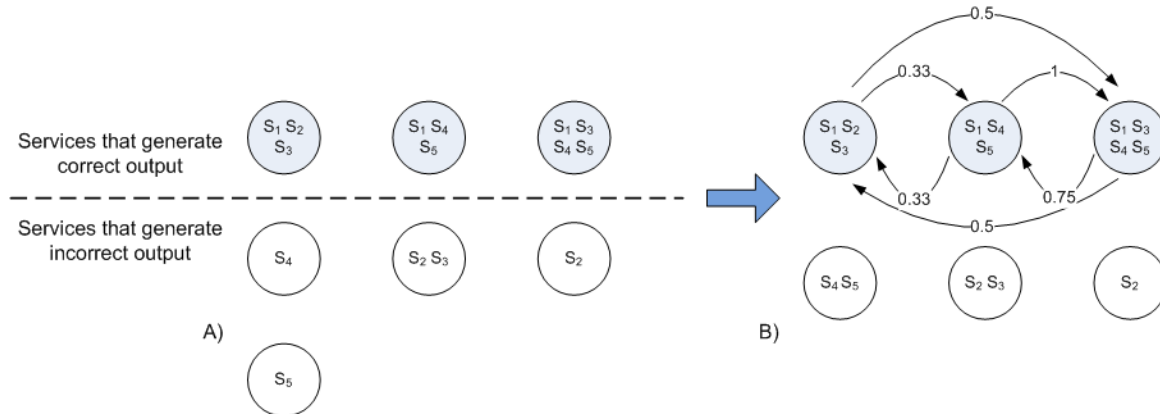 Services that generate
correct output
S₁ S₂
S₃
S₁ S₄
S₅
S₁ S₃
S₄ S₅
Services that generate
incorrect output
S₄
S₂ S₃
S₂
A)
S₅
0.5
0.33
1
S₁ S₂
S₃
S₁ S₄
S₅
S₁ S₃
S₄ S₅
0.33
0.75
0.5
S₄ S₅
S₂ S₃
S₂
B)